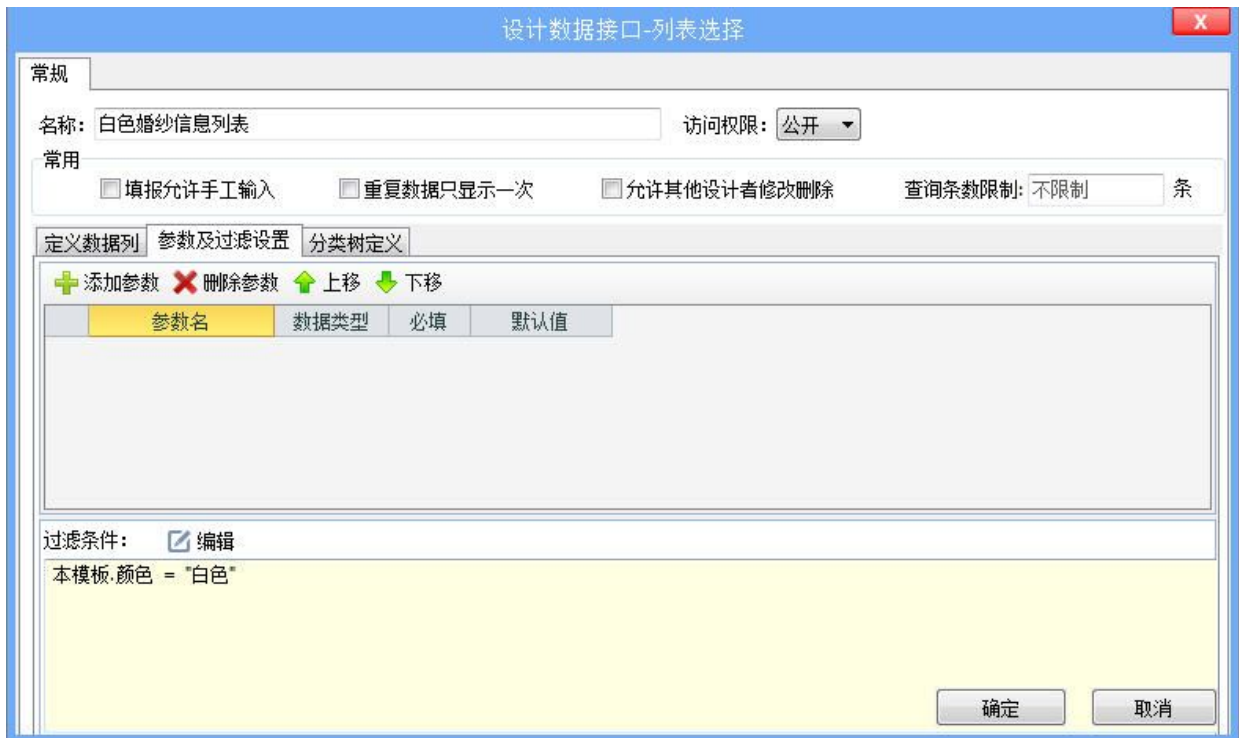 设计数据接口-列表选择
X
常规
名称: 白色婚纱信息列表 访问权限: 公开
常用
填报允许手工输入 重复数据只显示一次 允许其他设计者修改删除 查询条数限制: 不限制 条
定义数据列 参数及过滤设置 分类树定义
添加参数 删除参数 上移 下移
参数名 数据类型 必填 默认值
过滤条件: 编辑
本模板.颜色 = "白色"
确定 取消